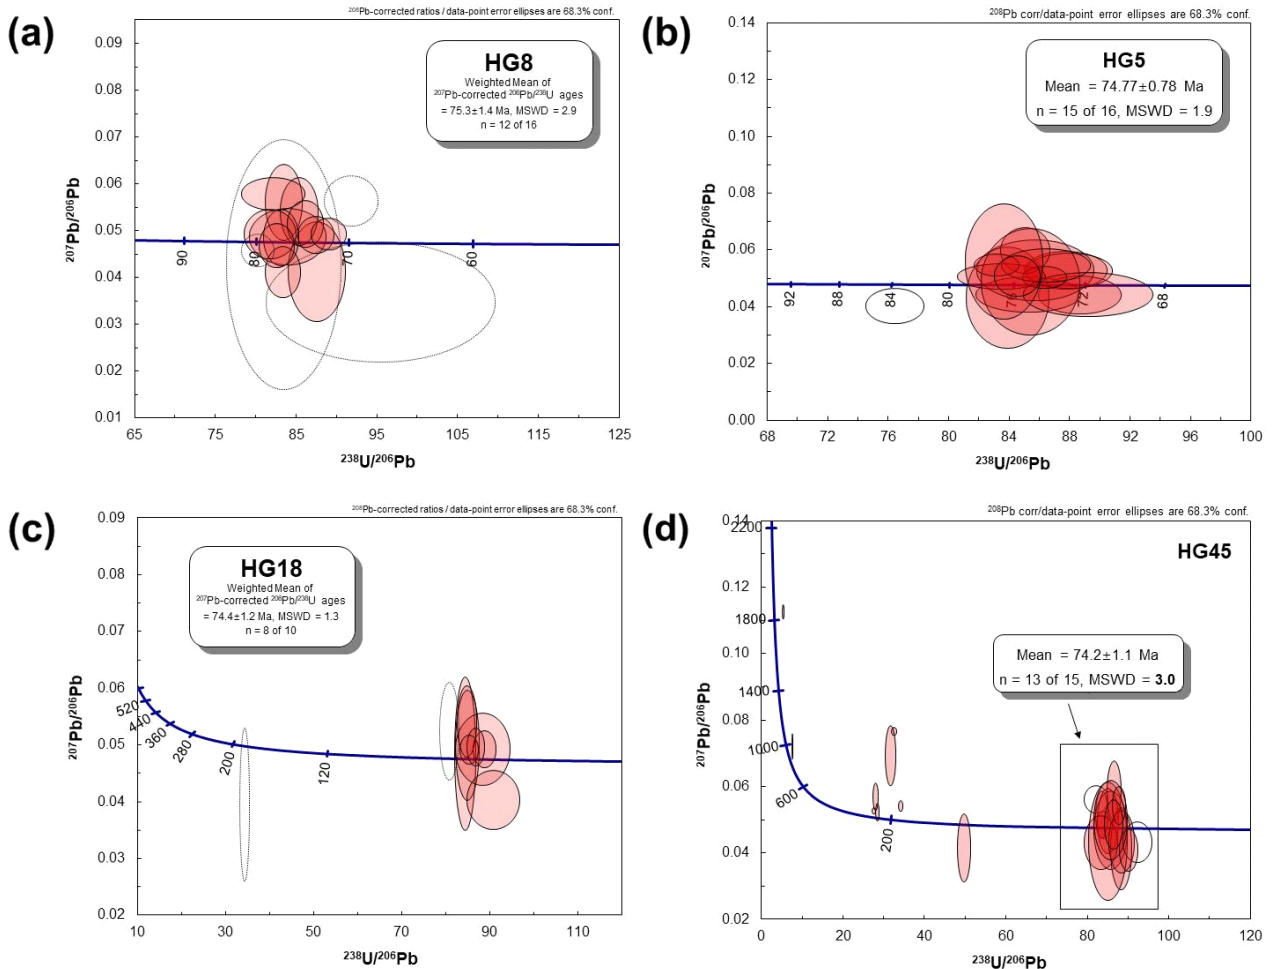 (a)
²⁰⁸Pb-corrected ratios / data-point error ellipses are 68.3% conf.
HG8
Weighted Mean of
²⁰⁷Pb-corrected ²⁰⁶Pb/²³⁸U ages
= 75.3±1.4 Ma, MSWD = 2.9
n = 12 of 16
0.09
0.08
0.07
0.06
0.05
0.04
0.03
0.02
0.01
²⁰⁷Pb/²⁰⁶Pb
90
80
70
60
65
75
85
95
105
115
125
²³⁸U/²⁰⁶Pb
(b)
²⁰⁸Pb corr/data-point error ellipses are 68.3% conf.
HG5
Mean = 74.77±0.78 Ma
n = 15 of 16, MSWD = 1.9
0.14
0.12
0.10
0.08
0.06
0.04
0.02
0.00
²⁰⁷Pb/²⁰⁶Pb
92
88
84
80
76
72
68
68
72
76
80
84
88
92
96
100
²³⁸U/²⁰⁶Pb
(c)
²⁰⁸Pb-corrected ratios / data-point error ellipses are 68.3% conf.
HG18
Weighted Mean of
²⁰⁷Pb-corrected ²⁰⁶Pb/²³⁸U ages
= 74.4±1.2 Ma, MSWD = 1.3
n = 8 of 10
0.09
0.08
0.07
0.06
0.05
0.04
0.03
0.02
²⁰⁷Pb/²⁰⁶Pb
520
440
360
280
200
120
10
30
50
70
90
110
²³⁸U/²⁰⁶Pb
(d)
²⁰⁸Pb corr/data-point error ellipses are 68.3% conf.
HG45
Mean = 74.2±1.1 Ma
n = 13 of 15, MSWD = 3.0
0.14
0.12
0.10
0.08
0.06
0.04
0.02
²⁰⁷Pb/²⁰⁶Pb
2200
1800
1400
1000
600
200
0
20
40
60
80
100
120
²³⁸U/²⁰⁶Pb